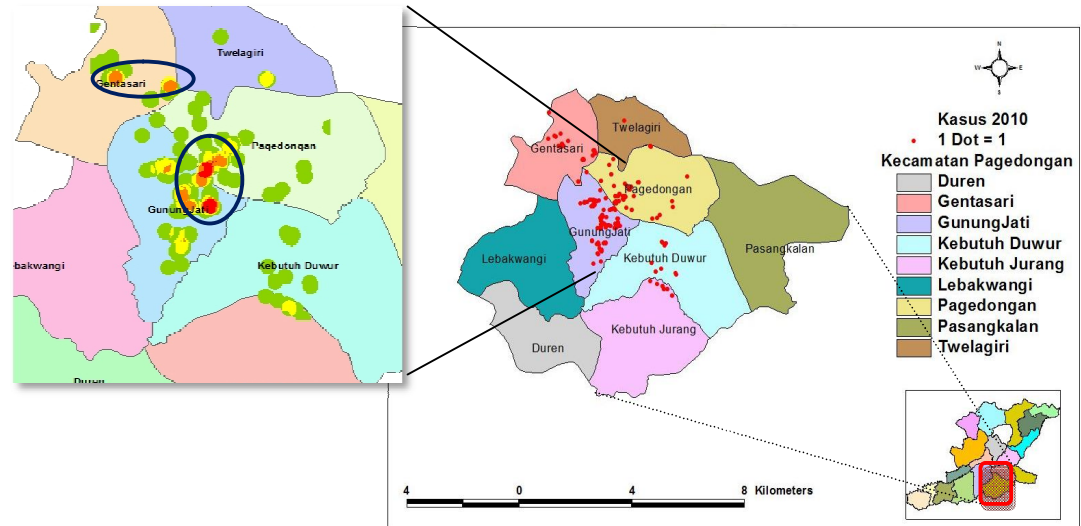 Twelagiri
Gentasari
Pagedongan
GunungJati
bakwangi
Kebutuh Duwur
Duren
N
W
E
S
Kasus 2010
1 Dot = 1
Kecamatan Pagedongan
Duren
Gentasari
GunungJati
Kebutuh Duwur
Kebutuh Jurang
Lebakwangi
Pagedongan
Pasangkalan
Twelagiri
Twelagiri
Gentasari
Pagedongan
GunungJati
Pasangkalan
Lebakwangi
Kebutuh Duwur
Kebutuh Jurang
Duren
4 0 4 8 Kilometers